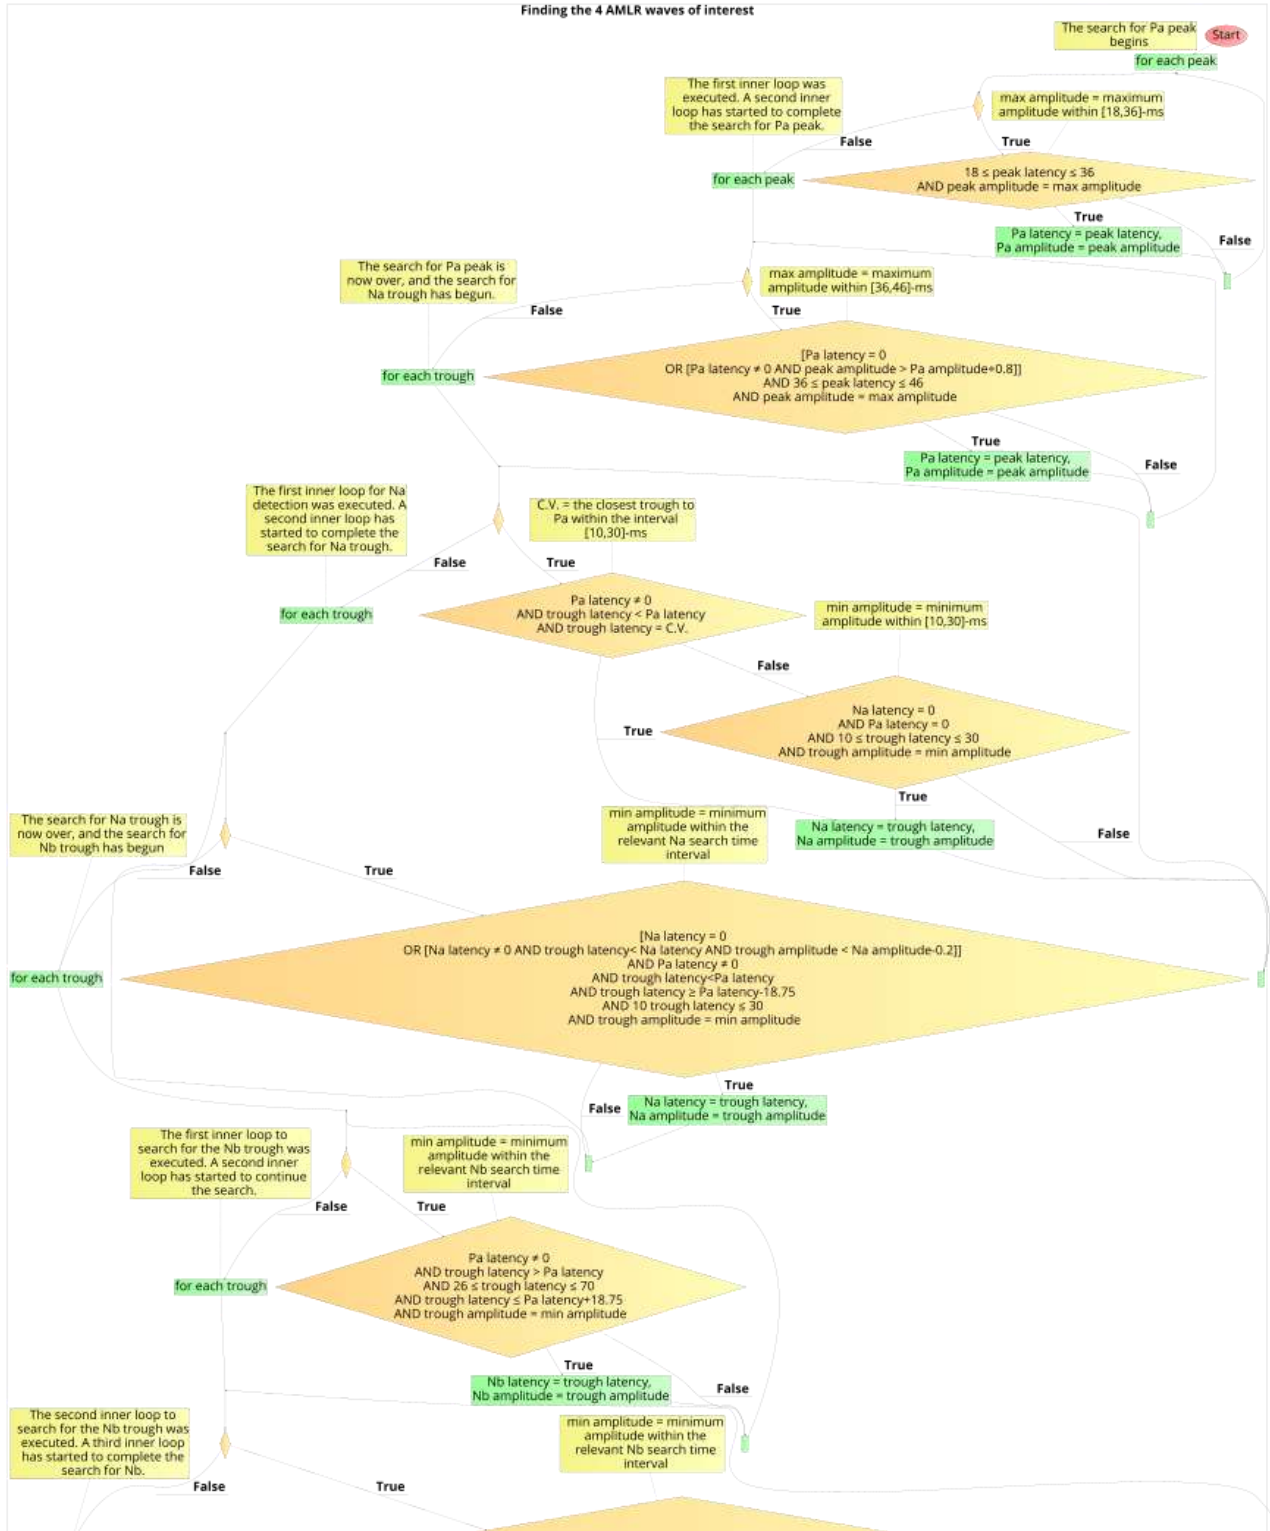 Finding the 4 AMLR waves of interest
The search for Pa peak
begins
Start
for each peak
The first inner loop was
executed. A second inner
loop has started to complete
the search for Pa peak.
max amplitude = maximum
amplitude within [18,36]-ms
False
True
for each peak
18 ≤ peak latency ≤ 36
AND peak amplitude = max amplitude
True
Pa latency = peak latency,
Pa amplitude = peak amplitude
False
The search for Pa peak is
now over, and the search for
Na trough has begun.
max amplitude = maximum
amplitude within [36,46]-ms
False
True
for each trough
[Pa latency = 0
OR [Pa latency ≠ 0 AND peak amplitude > Pa amplitude+0.8]]
AND 36 ≤ peak latency ≤ 46
AND peak amplitude = max amplitude
True
Pa latency = peak latency,
Pa amplitude = peak amplitude
False
The first inner loop for Na
detection was executed. A
second inner loop has
started to complete the
search for Na trough.
C.V. = the closest trough to
Pa within the interval
[10,30]-ms
False
True
for each trough
Pa latency ≠ 0
AND trough latency < Pa latency
AND trough latency = C.V.
min amplitude = minimum
amplitude within [10,30]-ms
False
True
Na latency = 0
AND Pa latency = 0
AND 10 ≤ trough latency ≤ 30
AND trough amplitude = min amplitude
True
Na latency = trough latency,
Na amplitude = trough amplitude
False
The search for Na trough is
now over, and the search for
Nb trough has begun
min amplitude = minimum
amplitude within the
relevant Na search time
interval
False
True
for each trough
[Na latency = 0
OR [Na latency ≠ 0 AND trough latency< Na latency AND trough amplitude < Na amplitude-0.2]]
AND Pa latency ≠ 0
AND trough latency<Pa latency
AND trough latency ≥ Pa latency-18.75
AND 10 trough latency ≤ 30
AND trough amplitude = min amplitude
True
False
Na latency = trough latency,
Na amplitude = trough amplitude
The first inner loop to
search for the Nb trough was
executed. A second inner
loop has started to continue
the search.
min amplitude = minimum
amplitude within the
relevant Nb search time
interval
False
True
for each trough
Pa latency ≠ 0
AND trough latency > Pa latency
AND 26 ≤ trough latency ≤ 70
AND trough latency ≤ Pa latency+18.75
AND trough amplitude = min amplitude
True
Nb latency = trough latency,
Nb amplitude = trough amplitude
False
The second inner loop to
search for the Nb trough was
executed. A third inner loop
has started to complete the
search for Nb.
min amplitude = minimum
amplitude within the
relevant Nb search time
interval
False
True